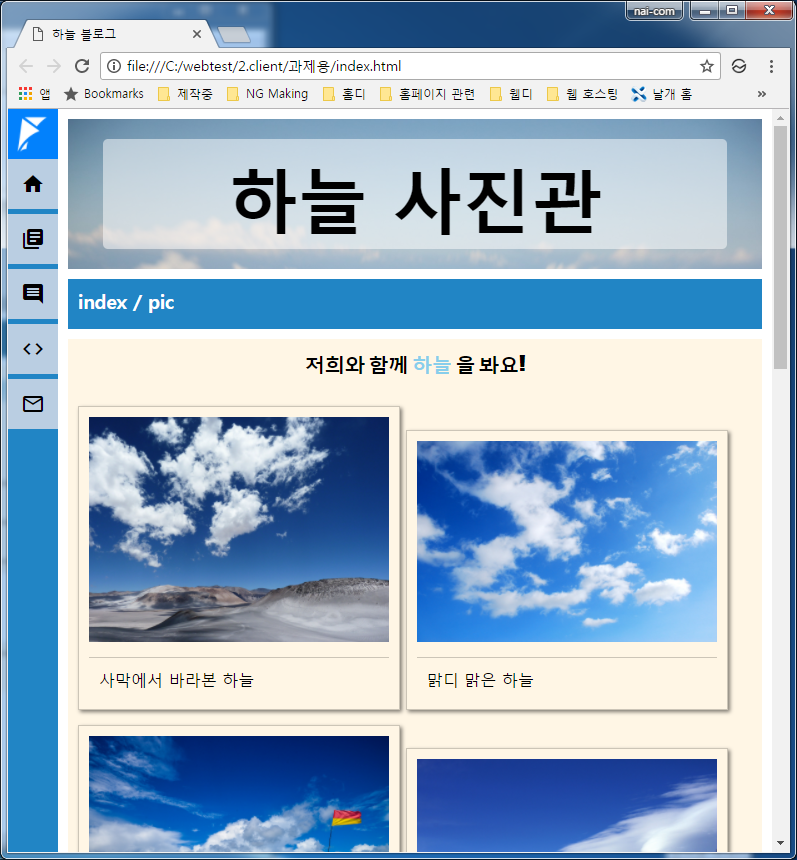 nai-com
하늘 블로그
file:///C:/webtest/2.client/과제용/index.html
앱 Bookmarks 제작중 NG Making 홈디 홈페이지 관련 웹디 웹 호스팅 날개 홈 »
하늘 사진관
index / pic
저희와 함께 하늘 을 봐요!
사막에서 바라본 하늘
맑디 맑은 하늘